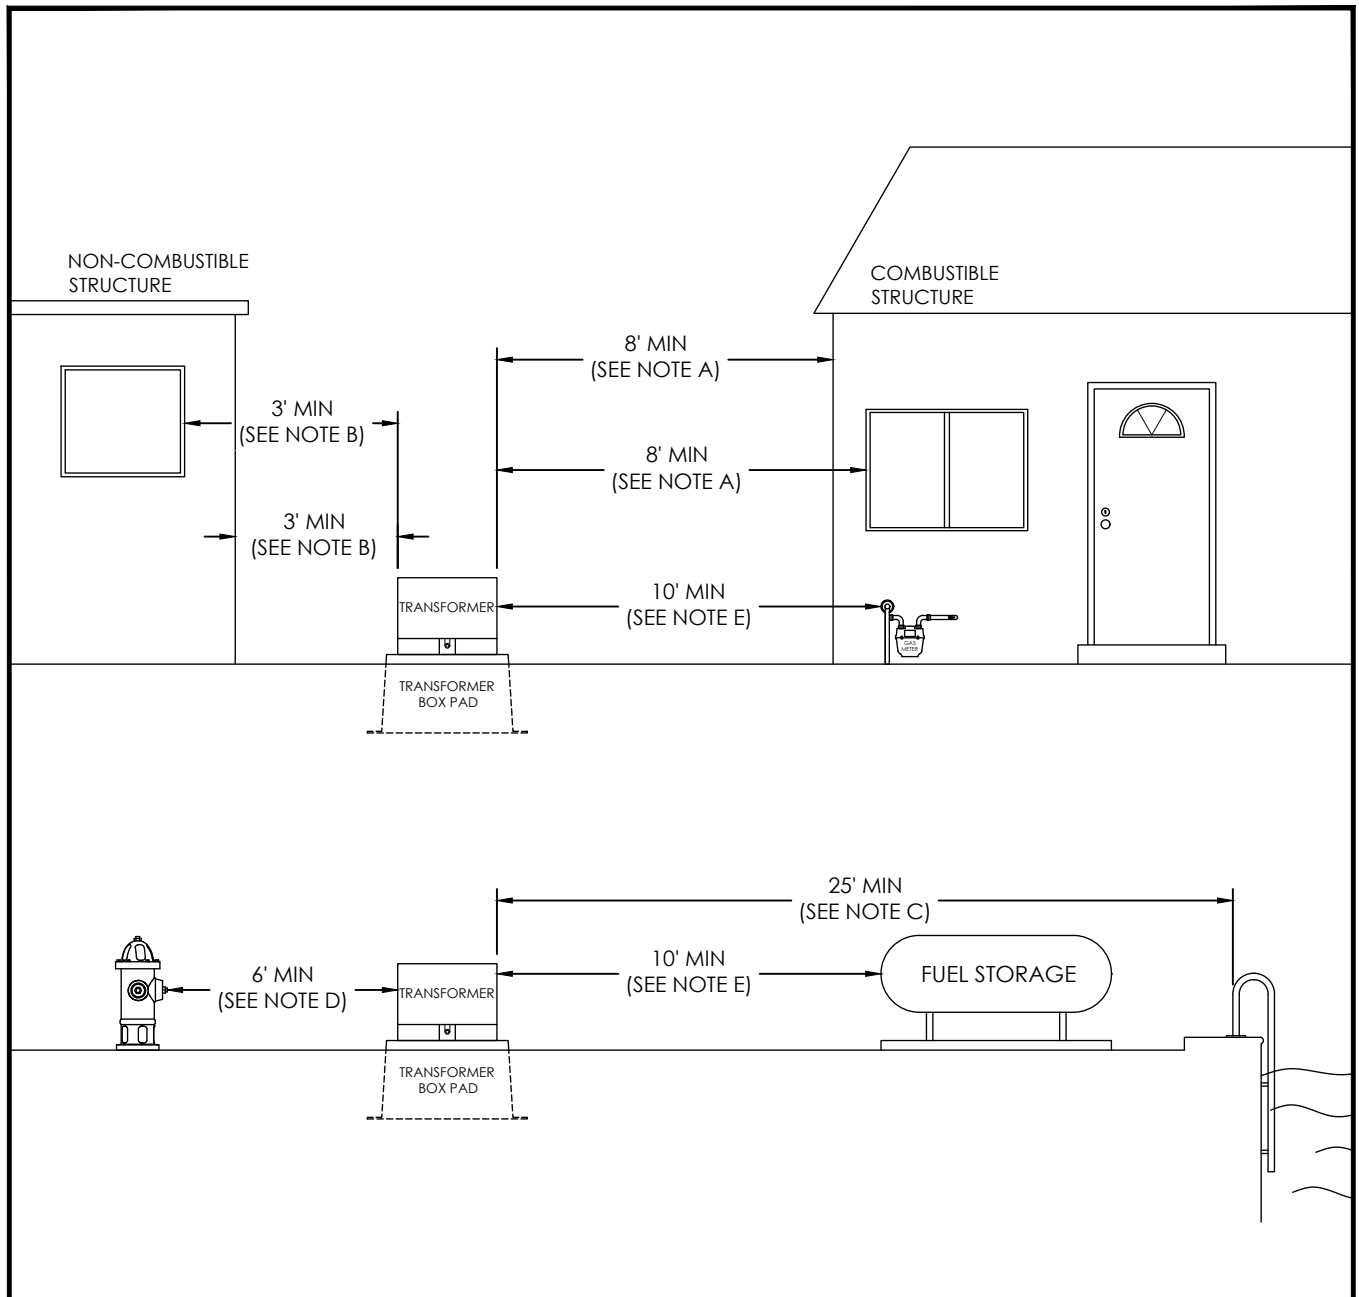 NON-COMBUSTIBLE
STRUCTURE
COMBUSTIBLE
STRUCTURE
8' MIN
(SEE NOTE A)
3' MIN
(SEE NOTE B)
8' MIN
(SEE NOTE A)
3' MIN
(SEE NOTE B)
10' MIN
(SEE NOTE E)
TRANSFORMER
GAS
METER
TRANSFORMER
BOX PAD
25' MIN
(SEE NOTE C)
6' MIN
(SEE NOTE D)
10' MIN
(SEE NOTE E)
FUEL STORAGE
TRANSFORMER
TRANSFORMER
BOX PAD